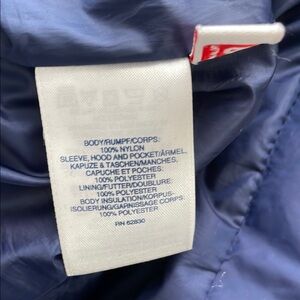 BODY/RUMPF/CORPS:
100% NYLON
SLEEVE, HOOD AND POCKET/ÄRMEL,
KAPUZE & TASCHEN/MANCHES,
CAPUCHE ET POCHES:
100% POLYESTER
LINING/FUTTER/DOUBLURE:
100% POLYESTER
BODY INSULATION/KORPUS-
ISOLIERUNG/GARNISSAGE CORPS:
100% POLYESTER
RN 62830